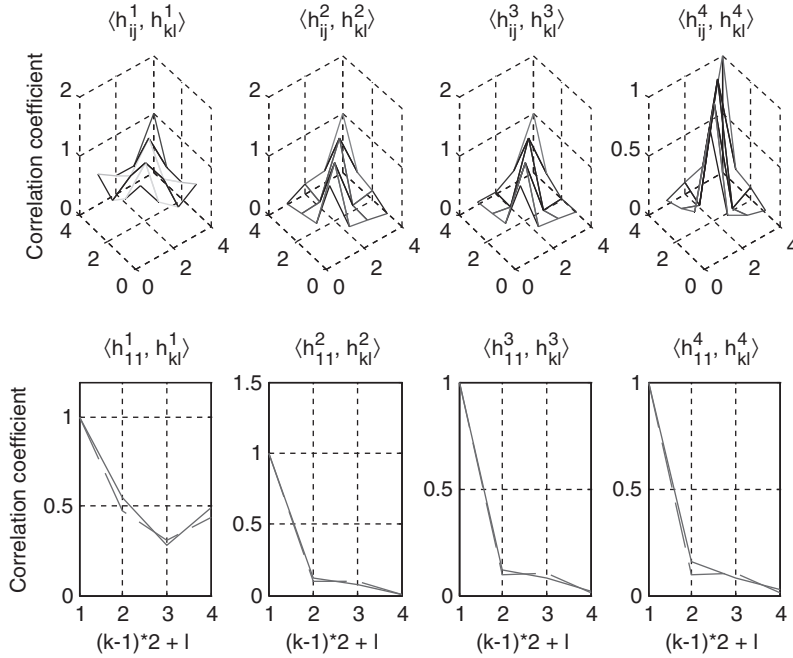 ⟨h¹ᵢⱼ, h¹ₖₗ⟩ ⟨h²ᵢⱼ, h²ₖₗ⟩ ⟨h³ᵢⱼ, h³ₖₗ⟩ ⟨h⁴ᵢⱼ, h⁴ₖₗ⟩
Correlation coefficient
2 2 2 1
1 1 1 0.5
0 0 0 0
4 4 4 4 4 4 4 4
2 2 2 2 2 2 2 2
0 0 0 0 0 0 0 0
⟨h¹₁₁, h¹ₖₗ⟩ ⟨h²₁₁, h²ₖₗ⟩ ⟨h³₁₁, h³ₖₗ⟩ ⟨h⁴₁₁, h⁴ₖₗ⟩
Correlation coefficient
1.5 1 1
1 1
0.5 0.5 0.5 0.5
0 0 0 0
1 2 3 4 1 2 3 4 1 2 3 4 1 2 3 4
(k-1)*2 + l (k-1)*2 + l (k-1)*2 + l (k-1)*2 + l